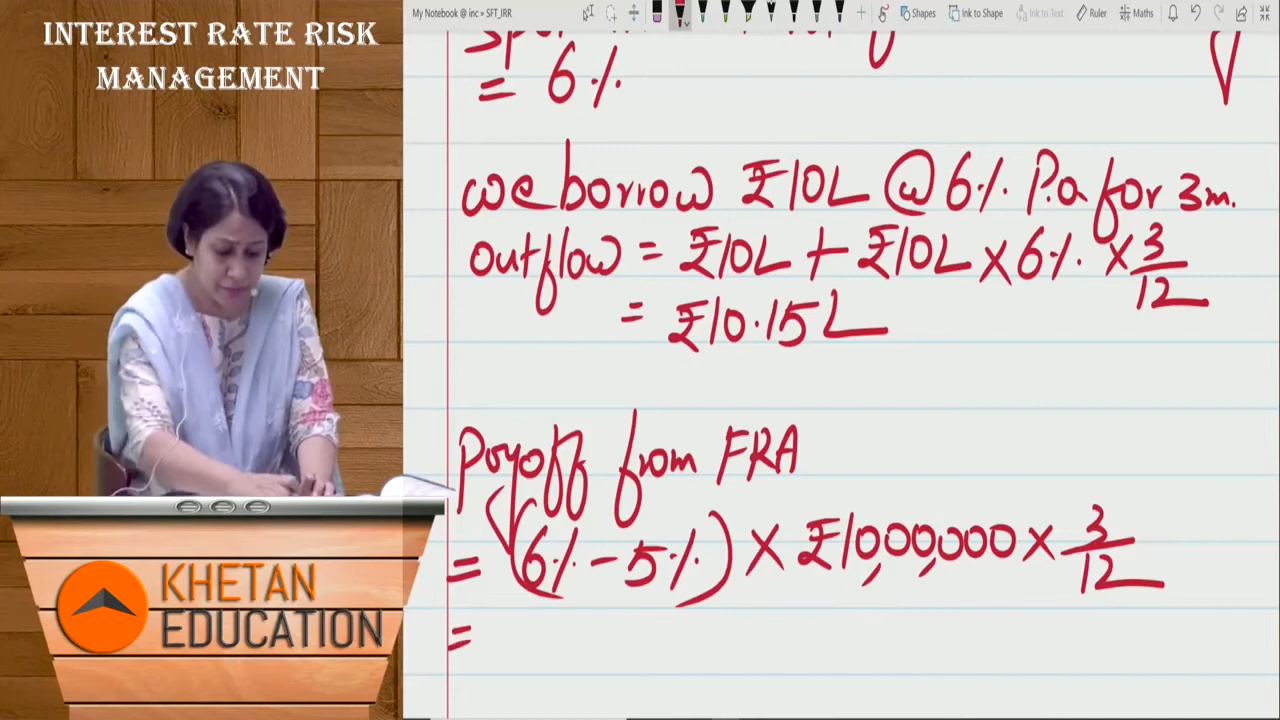 INTEREST RATE RISK
MANAGEMENT
My Notebook @ inc » SFT_IRR
Shapes
Ink to Shape
Ink to Text
Ruler
Maths
= 6%
we borrow ₹10L @ 6% P.a for 3m.
outflow = ₹10L + ₹10L × 6% × 3/12
= ₹10.15L
Payoff from FRA
= (6% - 5%) × ₹10,00,000 × 3/12
=
KHETAN
EDUCATION